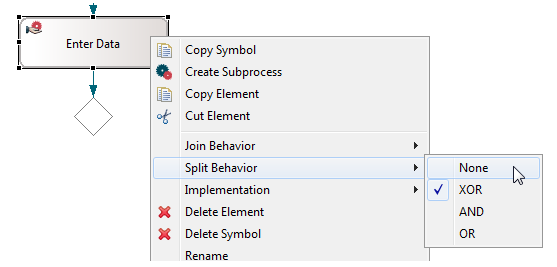 Enter Data
Copy Symbol
Create Subprocess
Copy Element
Cut Element
Join Behavior
Split Behavior
Implementation
Delete Element
Delete Symbol
Rename
None
XOR
AND
OR